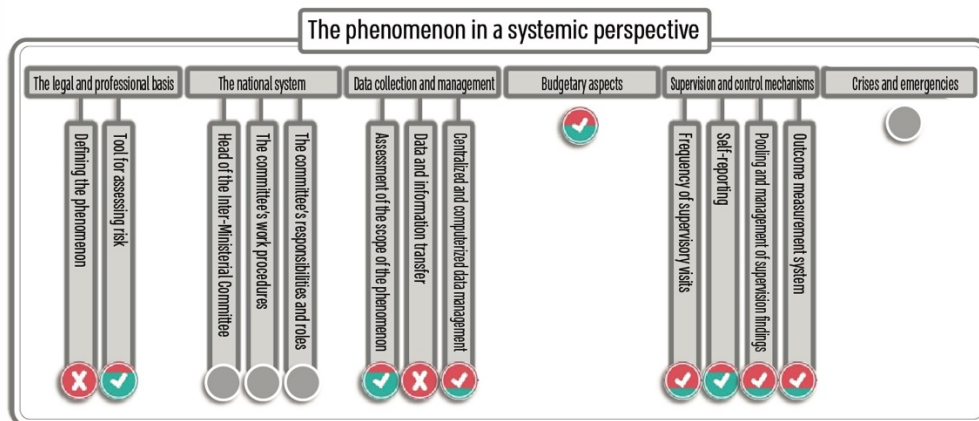 The phenomenon in a systemic perspective
The legal and professional basis
The national system
Data collection and management
Budgetary aspects
Supervision and control mechanisms
Crises and emergencies
Defining the phenomenon
Tool for assessing risk
Head of the Inter-Ministerial Committee
The committee's work procedures
The committee's responsibilities and roles
Assessment of the scope of the phenomenon
Data and information transfer
Centralized and computerized data management
Frequency of supervisory visits
Self-reporting
Pooling and management of supervision findings
Outcome measurement system